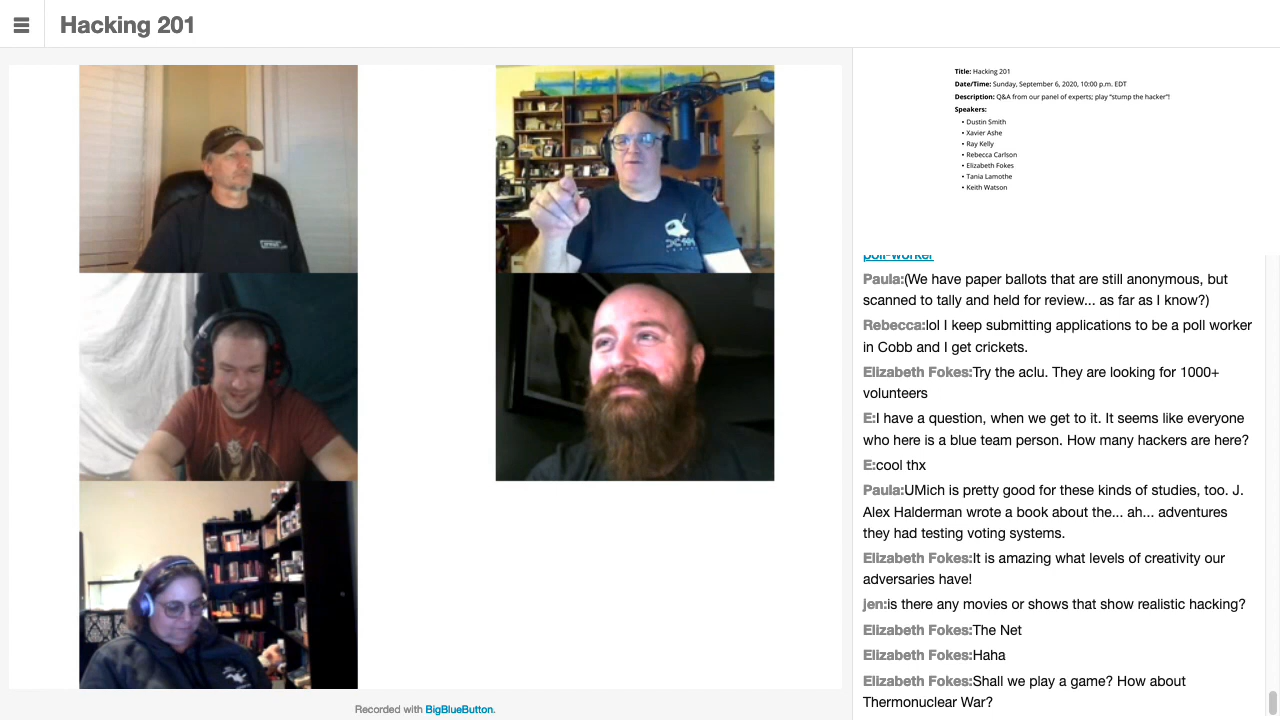 Hacking 201
Title: Hacking 201
Date/Time: Sunday, September 6, 2020, 10:00 p.m. EDT
Description: Q&A from our panel of experts; play "stump the hacker"!
Speakers:
• Dustin Smith
• Xavier Ashe
• Ray Kelly
• Rebecca Carlson
• Elizabeth Fokes
• Tania Lamothe
• Keith Watson
poll-worker
Paula:(We have paper ballots that are still anonymous, but
scanned to tally and held for review... as far as I know?)
Rebecca:lol I keep submitting applications to be a poll worker
in Cobb and I get crickets.
Elizabeth Fokes:Try the aclu. They are looking for 1000+
volunteers
E:I have a question, when we get to it. It seems like everyone
who here is a blue team person. How many hackers are here?
E:cool thx
Paula:UMich is pretty good for these kinds of studies, too. J.
Alex Halderman wrote a book about the... ah... adventures
they had testing voting systems.
Elizabeth Fokes:It is amazing what levels of creativity our
adversaries have!
jen:is there any movies or shows that show realistic hacking?
Elizabeth Fokes:The Net
Elizabeth Fokes:Haha
Elizabeth Fokes:Shall we play a game? How about
Thermonuclear War?
Recorded with BigBlueButton.